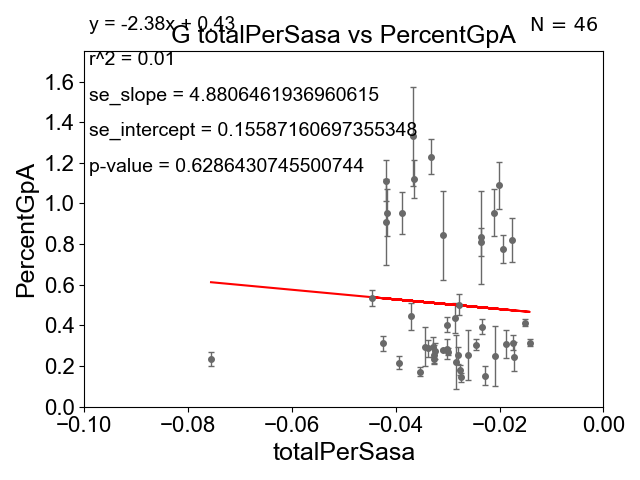 y = -2.38x + 0.43
G totalPerSasa vs PercentGpA
N = 46
r^2 = 0.01
se_slope = 4.8806461936960615
se_intercept = 0.15587160697355348
p-value = 0.6286430745500744
PercentGpA
1.6
1.4
1.2
1.0
0.8
0.6
0.4
0.2
0.0
−0.10 −0.08 −0.06 −0.04 −0.02 0.00
totalPerSasa